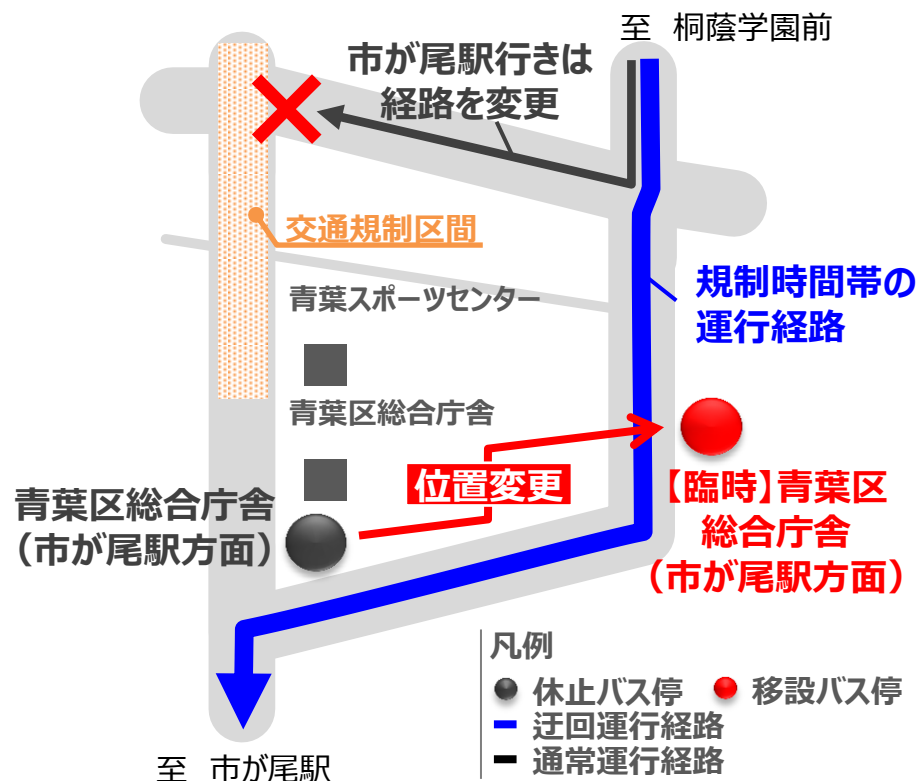 至 桐蔭学園前
市が尾駅行きは
経路を変更
交通規制区間
規制時間帯の
運行経路
青葉スポーツセンター
青葉区総合庁舎
位置変更
青葉区総合庁舎
（市が尾駅方面）
【臨時】青葉区
総合庁舎
（市が尾駅方面）
凡例
休止バス停
移設バス停
迂回運行経路
通常運行経路
至 市が尾駅